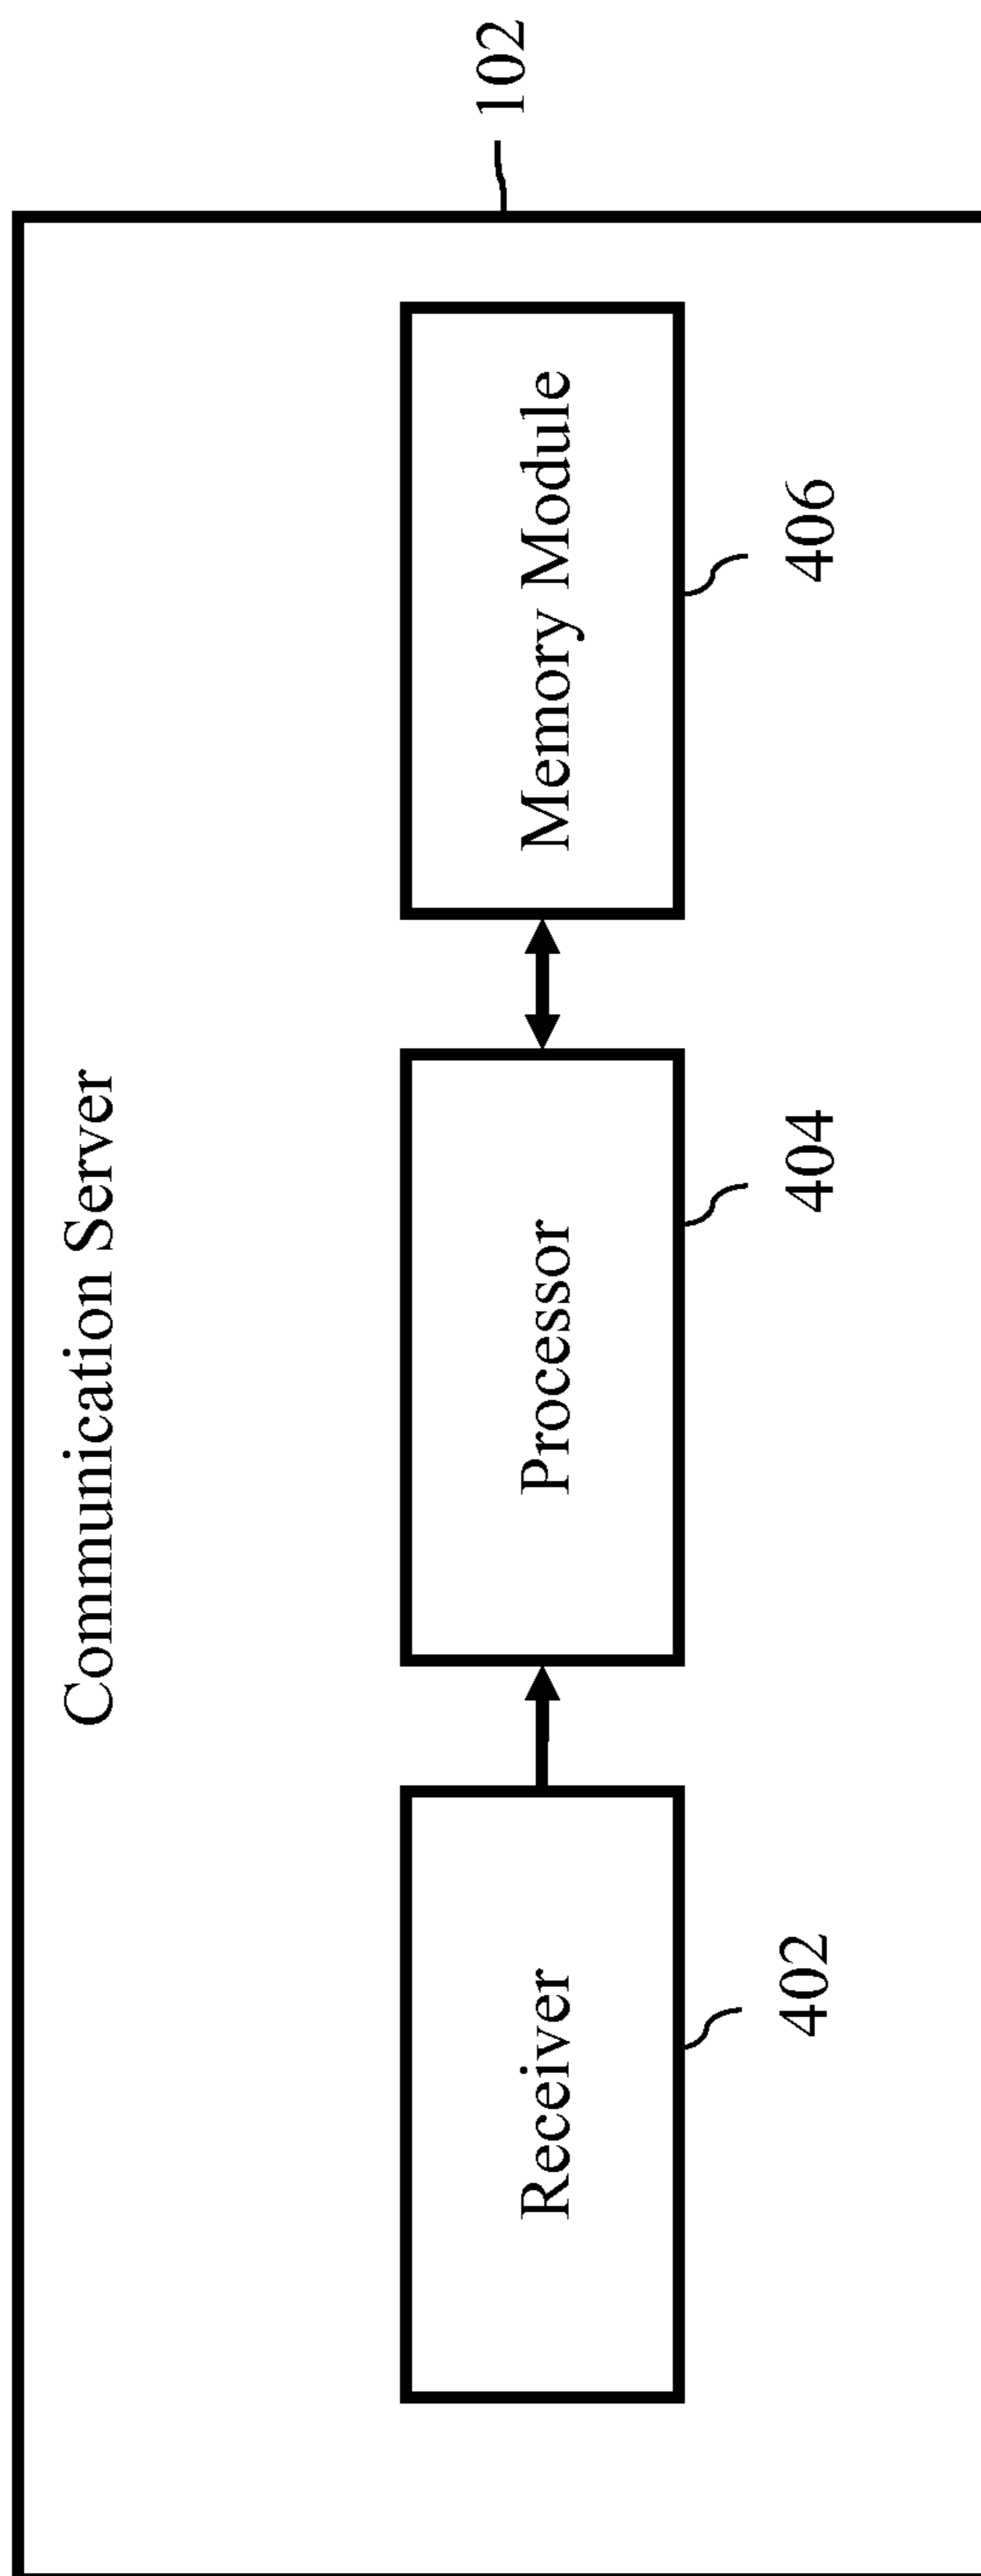 Communication Server
102
Receiver
Processor
Memory Module
402
404
406